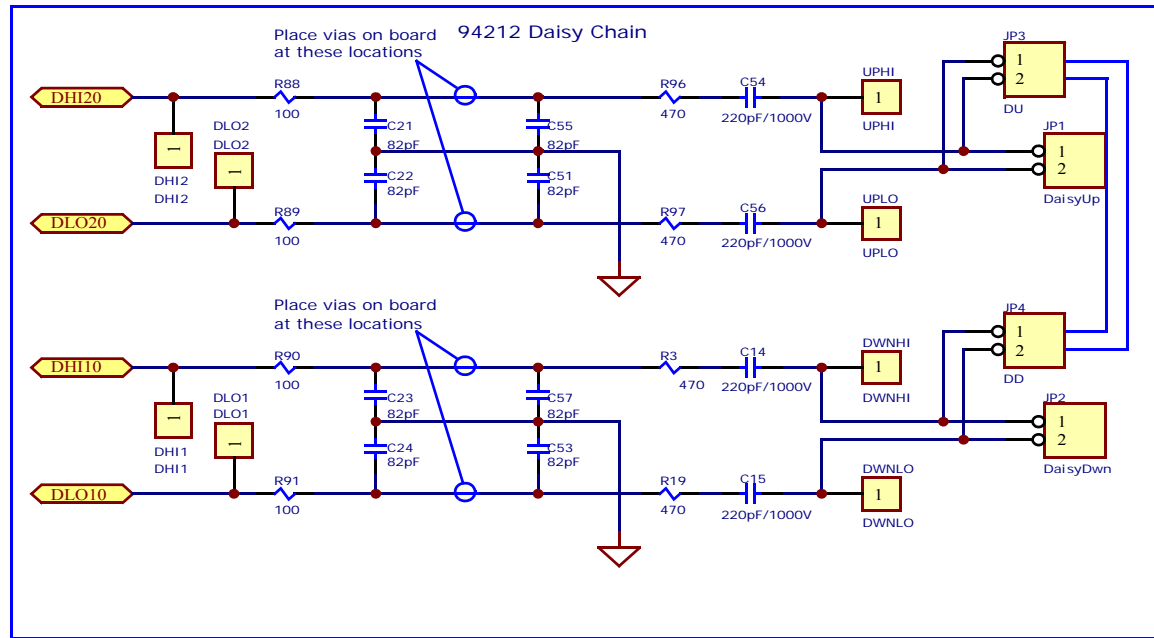 94212 Daisy Chain
Place vias on board
at these locations
DHI20
R88
100
C21
82pF
C55
82pF
R96
470
C54
220pF/1000V
UPHI
1
UPHI
JP3
1
2
DU
JP1
1
2
DaisyUp
DLO2
DLO2
1
1
DHI2
DHI2
C22
82pF
C51
82pF
DLO20
R89
100
R97
470
C56
220pF/1000V
UPLO
1
UPLO
Place vias on board
at these locations
DHI10
R90
100
C23
82pF
C57
82pF
R3
470
C14
220pF/1000V
DWNHI
1
DWNHI
JP4
1
2
DD
JP2
1
2
DaisyDwn
DLO1
DLO1
1
1
DHI1
DHI1
C24
82pF
C53
82pF
DLO10
R91
100
R19
470
C15
220pF/1000V
DWNLO
1
DWNLO